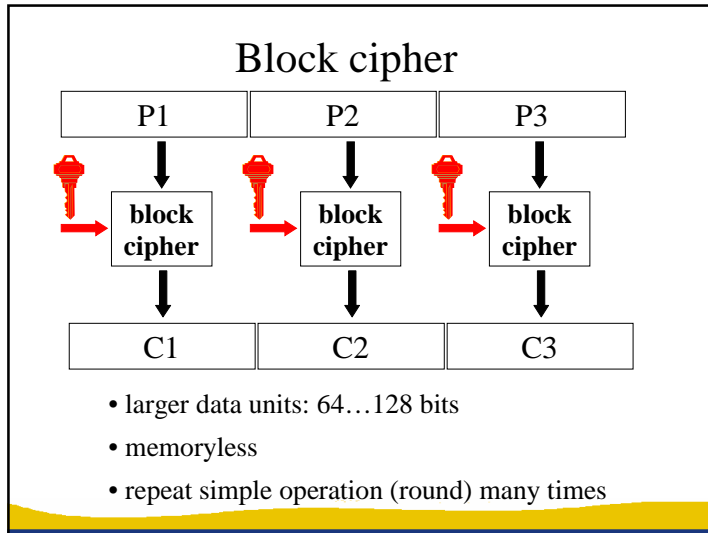 Block cipher
P1 P2 P3
block cipher
block cipher
block cipher
C1 C2 C3
• larger data units: 64…128 bits
• memoryless
• repeat simple operation (round) many times